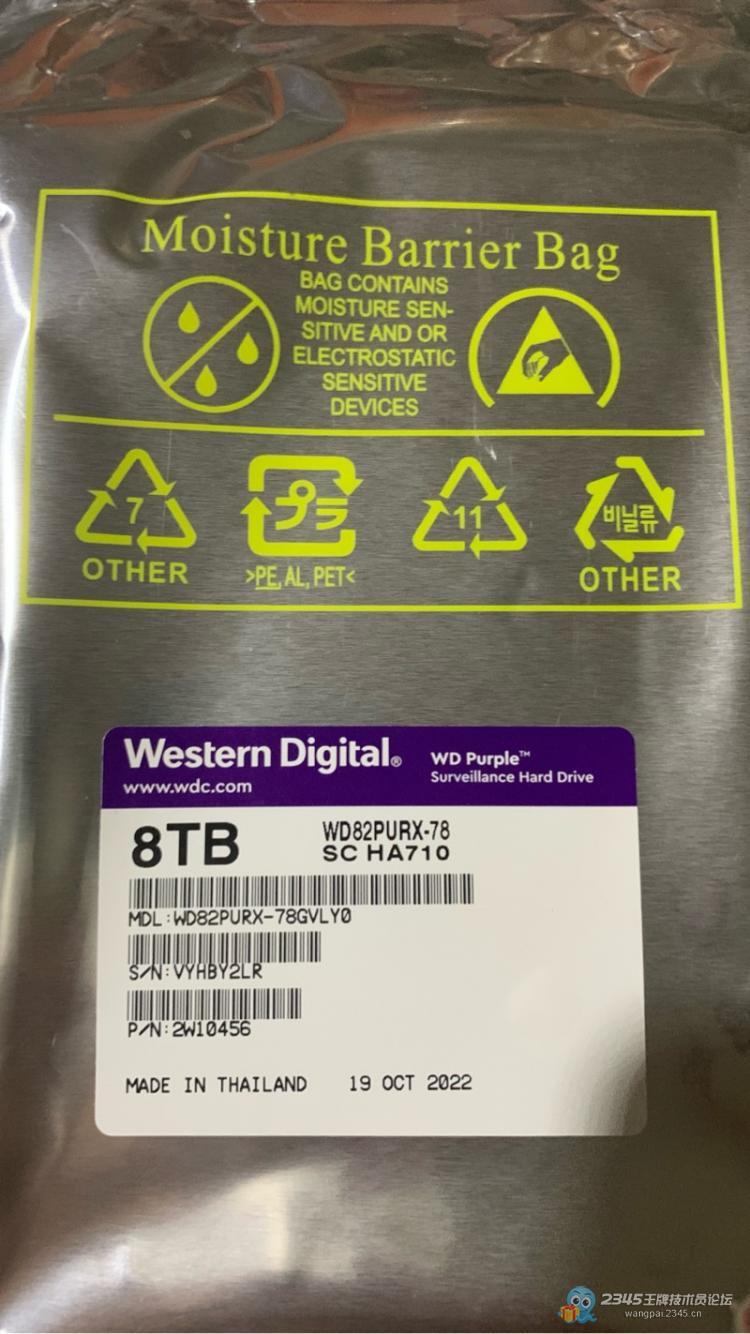 Moisture Barrier Bag
BAG CONTAINS
MOISTURE SEN-
SITIVE AND OR
ELECTROSTATIC
SENSITIVE
DEVICES
7
OTHER
プラ
>PE, AL, PET<
11
비닐류
OTHER
Western Digital®
www.wdc.com
WD Purple™
Surveillance Hard Drive
8TB
WD82PURX-78
SC HA710
MDL:WD82PURX-78GVLY0
S/N:VYHBY2LR
P/N:2W10456
MADE IN THAILAND 19 OCT 2022
2345王牌技术员论坛
wangpai.2345.cn